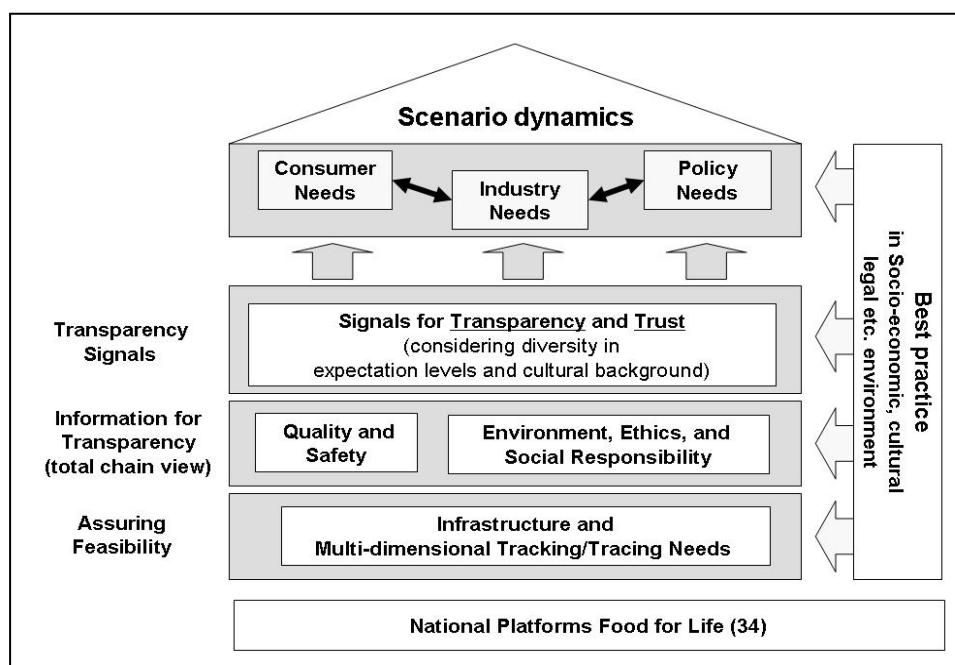 Scenario dynamics
Consumer
Needs
Industry
Needs
Policy
Needs
Transparency
Signals
Signals for Transparency and Trust
(considering diversity in
expectation levels and cultural background)
Information for
Transparency
(total chain view)
Quality and
Safety
Environment, Ethics, and
Social Responsibility
Assuring
Feasibility
Infrastructure and
Multi-dimensional Tracking/Tracing Needs
Best practice
in Socio-economic, cultural
legal etc. environment
National Platforms Food for Life (34)